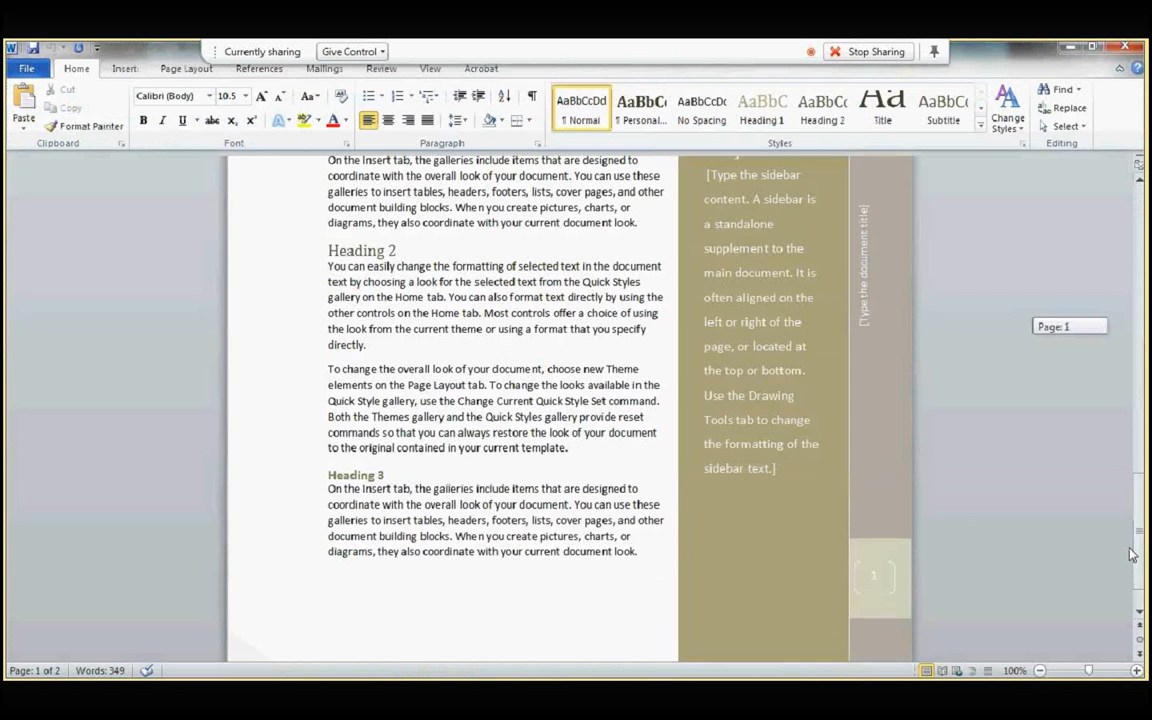 Currently sharing
Give Control
Stop Sharing
File
Home
Insert
Page Layout
References
Mailings
Review
View
Acrobat
Paste
Cut
Copy
Format Painter
Clipboard
Calibri (Body)
10.5
Font
Paragraph
AaBbCcDd
¶ Normal
AaBbC
¶ Personal...
AaBbCc
No Spacing
AaBbC
Heading 1
AaBbCc
Heading 2
AaI
Title
AaBbCc
Subtitle
Change
Styles
Styles
Find
Replace
Select
Editing
On the Insert tab, the galleries include items that are designed to
coordinate with the overall look of your document. You can use these
galleries to insert tables, headers, footers, lists, cover pages, and other
document building blocks. When you create pictures, charts, or
diagrams, they also coordinate with your current document look.
Heading 2
You can easily change the formatting of selected text in the document
text by choosing a look for the selected text from the Quick Styles
gallery on the Home tab. You can also format text directly by using the
other controls on the Home tab. Most controls offer a choice of using
the look from the current theme or using a format that you specify
directly.
To change the overall look of your document, choose new Theme
elements on the Page Layout tab. To change the looks available in the
Quick Style gallery, use the Change Current Quick Style Set command.
Both the Themes gallery and the Quick Styles gallery provide reset
commands so that you can always restore the look of your document
to the original contained in your current template.
Heading 3
On the Insert tab, the galleries include items that are designed to
coordinate with the overall look of your document. You can use these
galleries to insert tables, headers, footers, lists, cover pages, and other
document building blocks. When you create pictures, charts, or
diagrams, they also coordinate with your current document look.
[Type the sidebar
content. A sidebar is
a standalone
supplement to the
main document. It is
often aligned on the
left or right of the
page, or located at
the top or bottom.
Use the Drawing
Tools tab to change
the formatting of the
sidebar text.]
[Type the document title]
1
Page: 1
Page: 1 of 2
Words: 349
100%